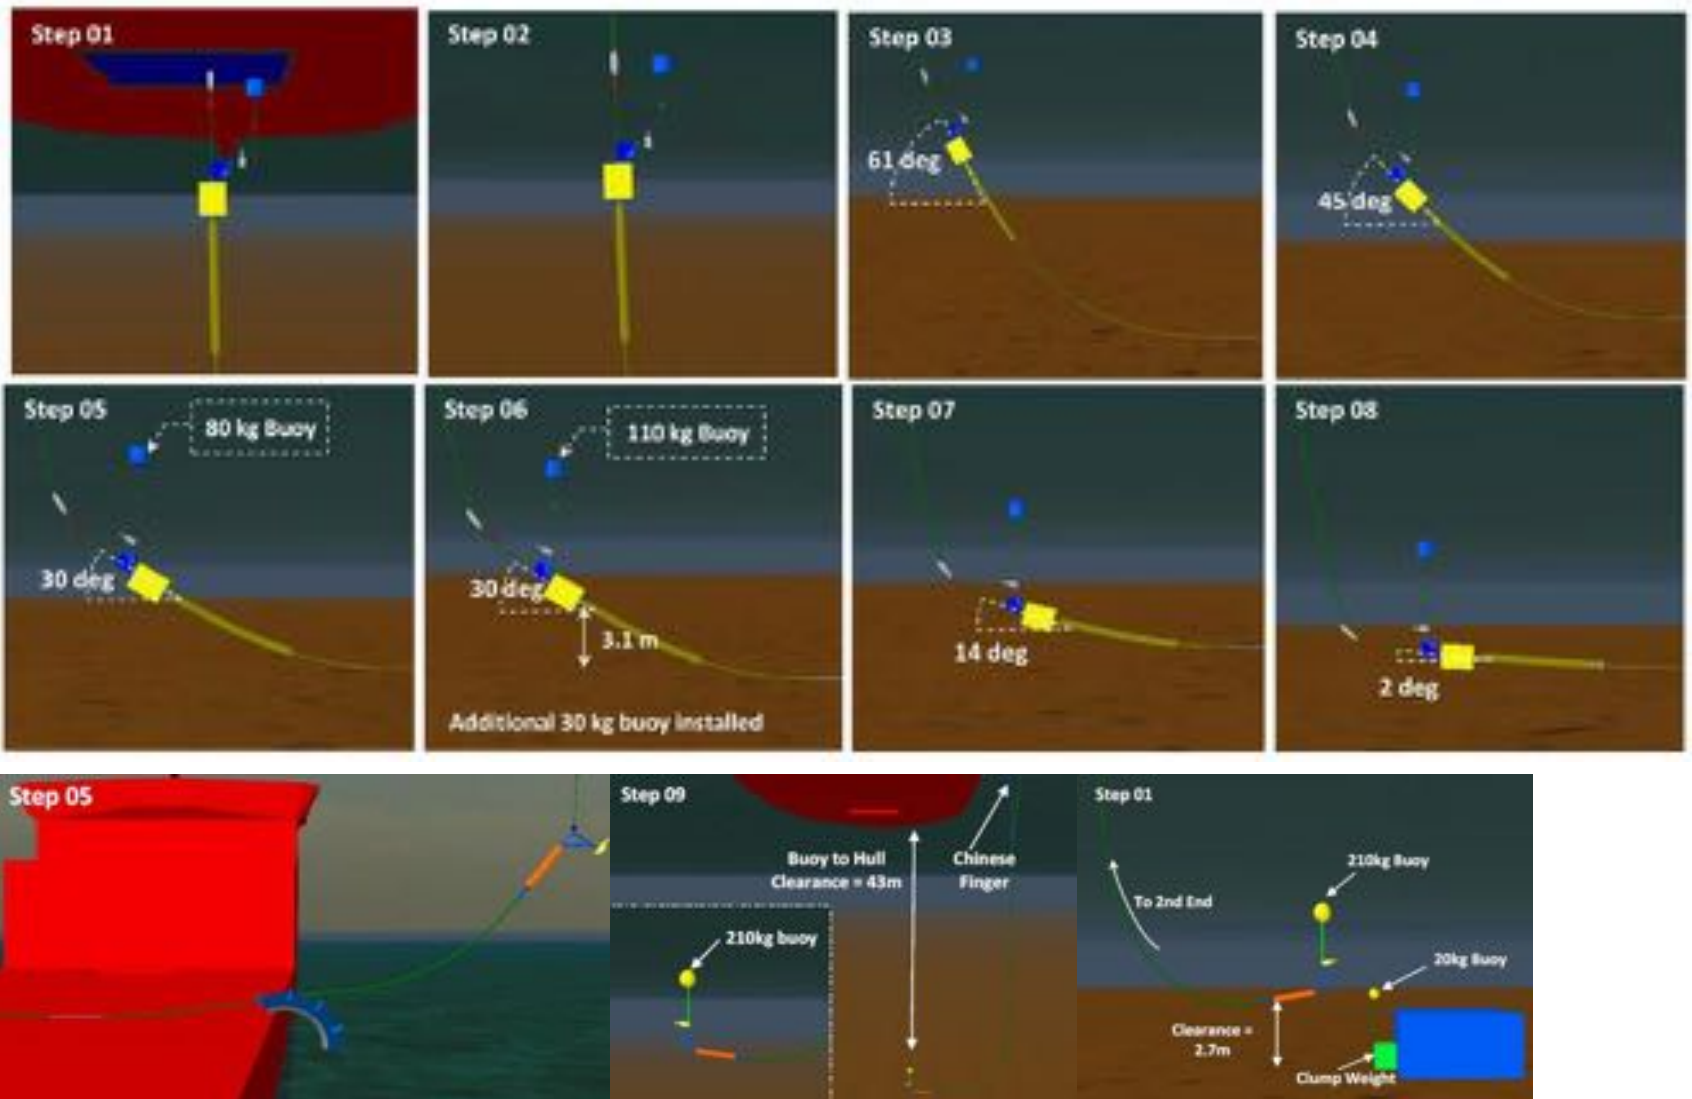 Step 01
Step 02
Step 03
61 deg
Step 04
45 deg
Step 05
80 kg Buoy
30 deg
Step 06
110 kg Buoy
30 deg
3.1 m
Additional 30 kg buoy installed
Step 07
14 deg
Step 08
2 deg
Step 05
Step 09
Buoy to Hull
Clearance = 43m
Chinese
Finger
210kg buoy
Step 01
210kg Buoy
To 2nd End
20kg Buoy
Clearance =
2.7m
Clump Weight